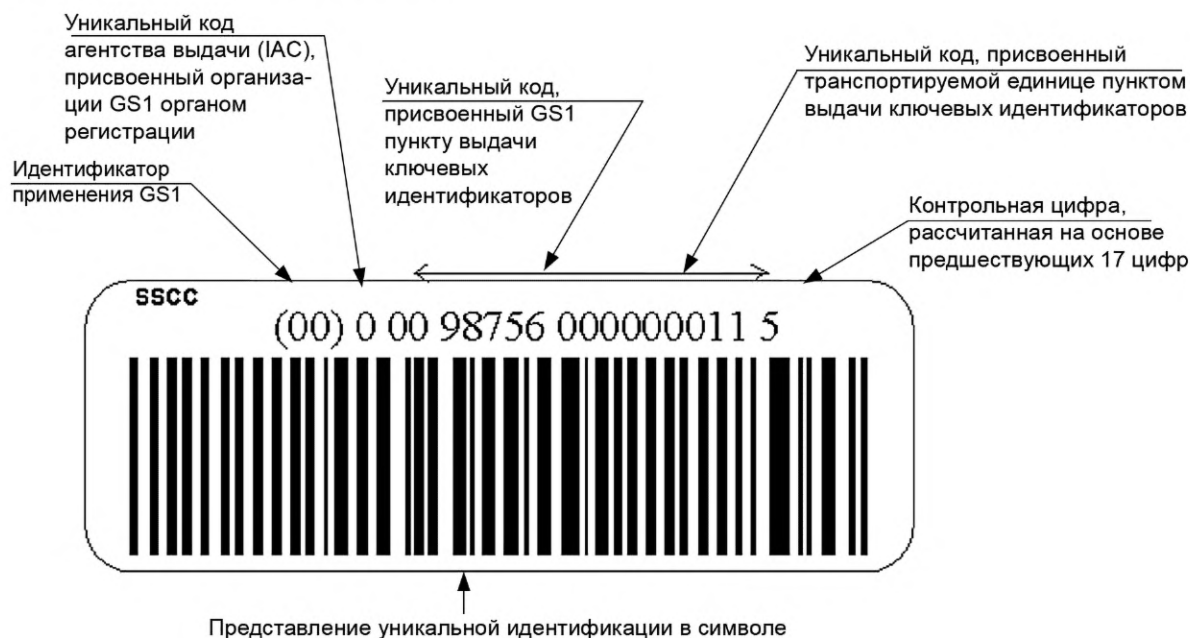 Уникальный код
агентства выдачи (IAC),
присвоенный организа-
ции GS1 органом
регистрации
Уникальный код,
присвоенный GS1
пункту выдачи
ключевых
идентификаторов
Уникальный код, присвоенный
транспортируемой единице пунктом
выдачи ключевых идентификаторов
Идентификатор
применения GS1
Контрольная цифра,
рассчитанная на основе
предшествующих 17 цифр
SSCC
(00) 0 00 98756 000000011 5
Представление уникальной идентификации в символе